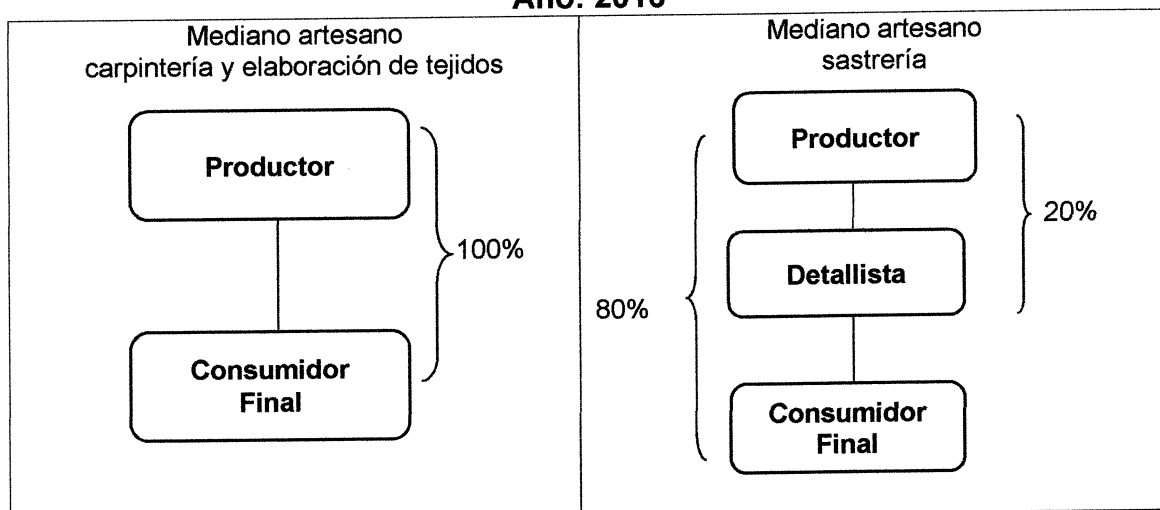 Mediano artesano
carpintería y elaboración de tejidos
Productor
100%
Consumidor
Final
Mediano artesano
sastrería
Productor
20%
Detallista
80%
Consumidor
Final